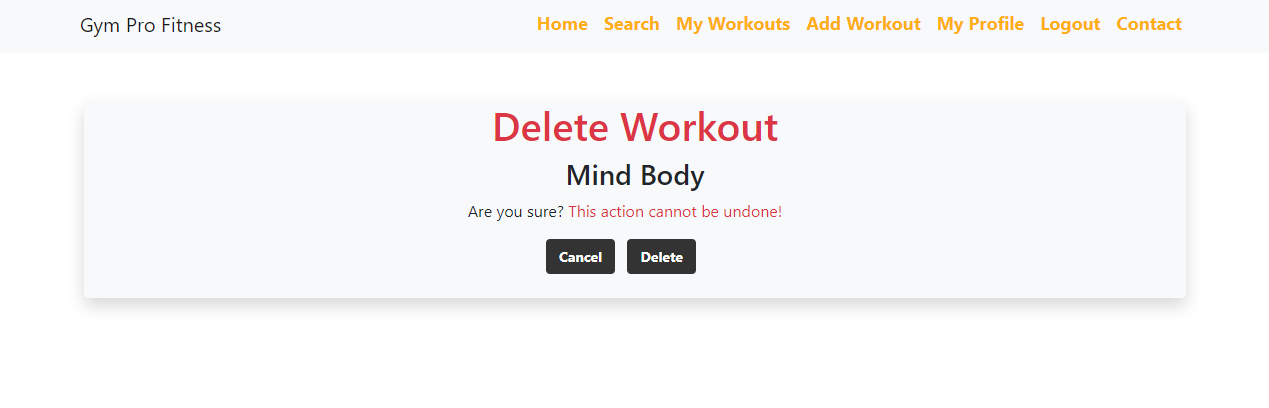 Gym Pro Fitness Home Search My Workouts Add Workout My Profile Logout Contact
Delete Workout
Mind Body
Are you sure? This action cannot be undone!
Cancel Delete